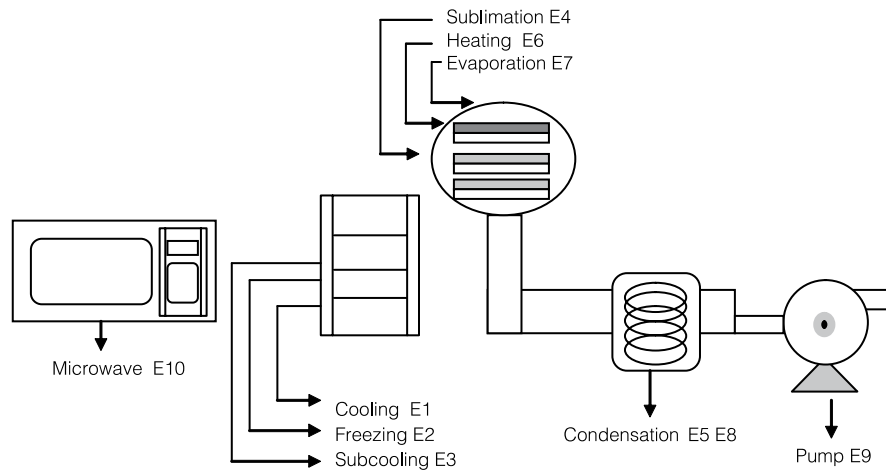 Sublimation E4
Heating E6
Evaporation E7
Microwave E10
Cooling E1
Freezing E2
Subcooling E3
Condensation E5 E8
Pump E9